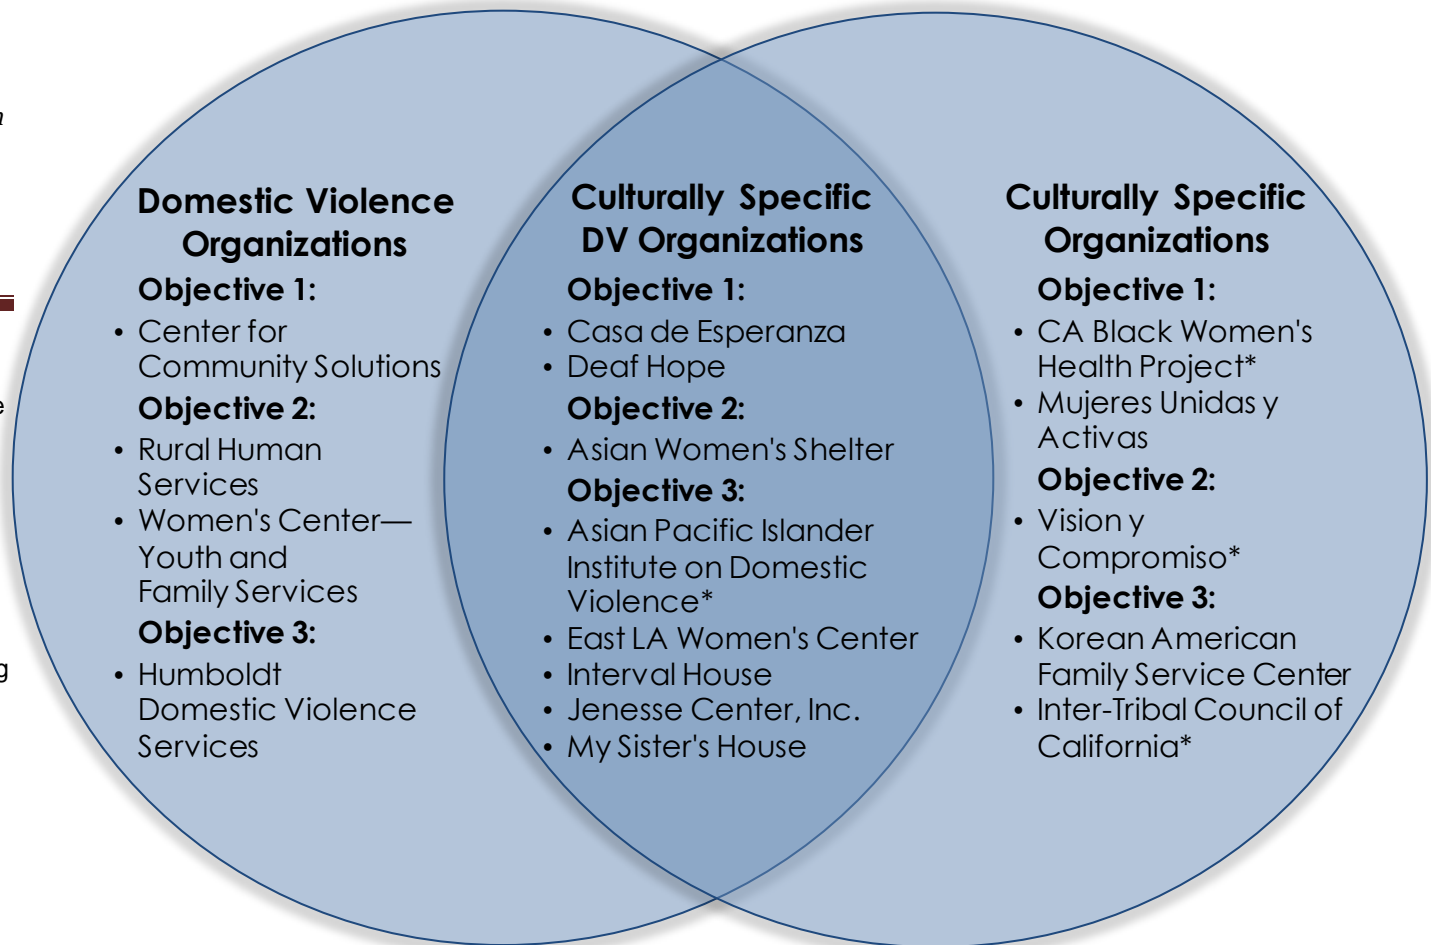 Domestic Violence
Organizations
Objective 1:
• Center for
Community Solutions
Objective 2:
• Rural Human
Services
• Women's Center—
Youth and
Family Services
Objective 3:
• Humboldt
Domestic Violence
Services
Culturally Specific
DV Organizations
Objective 1:
• Casa de Esperanza
• Deaf Hope
Objective 2:
• Asian Women's Shelter
Objective 3:
• Asian Pacific Islander
Institute on Domestic
Violence*
• East LA Women's Center
• Interval House
• Jenesse Center, Inc.
• My Sister's House
Culturally Specific
Organizations
Objective 1:
• CA Black Women's
Health Project*
• Mujeres Unidas y
Activas
Objective 2:
• Vision y
Compromiso*
Objective 3:
• Korean American
Family Service Center
• Inter-Tribal Council of
California*